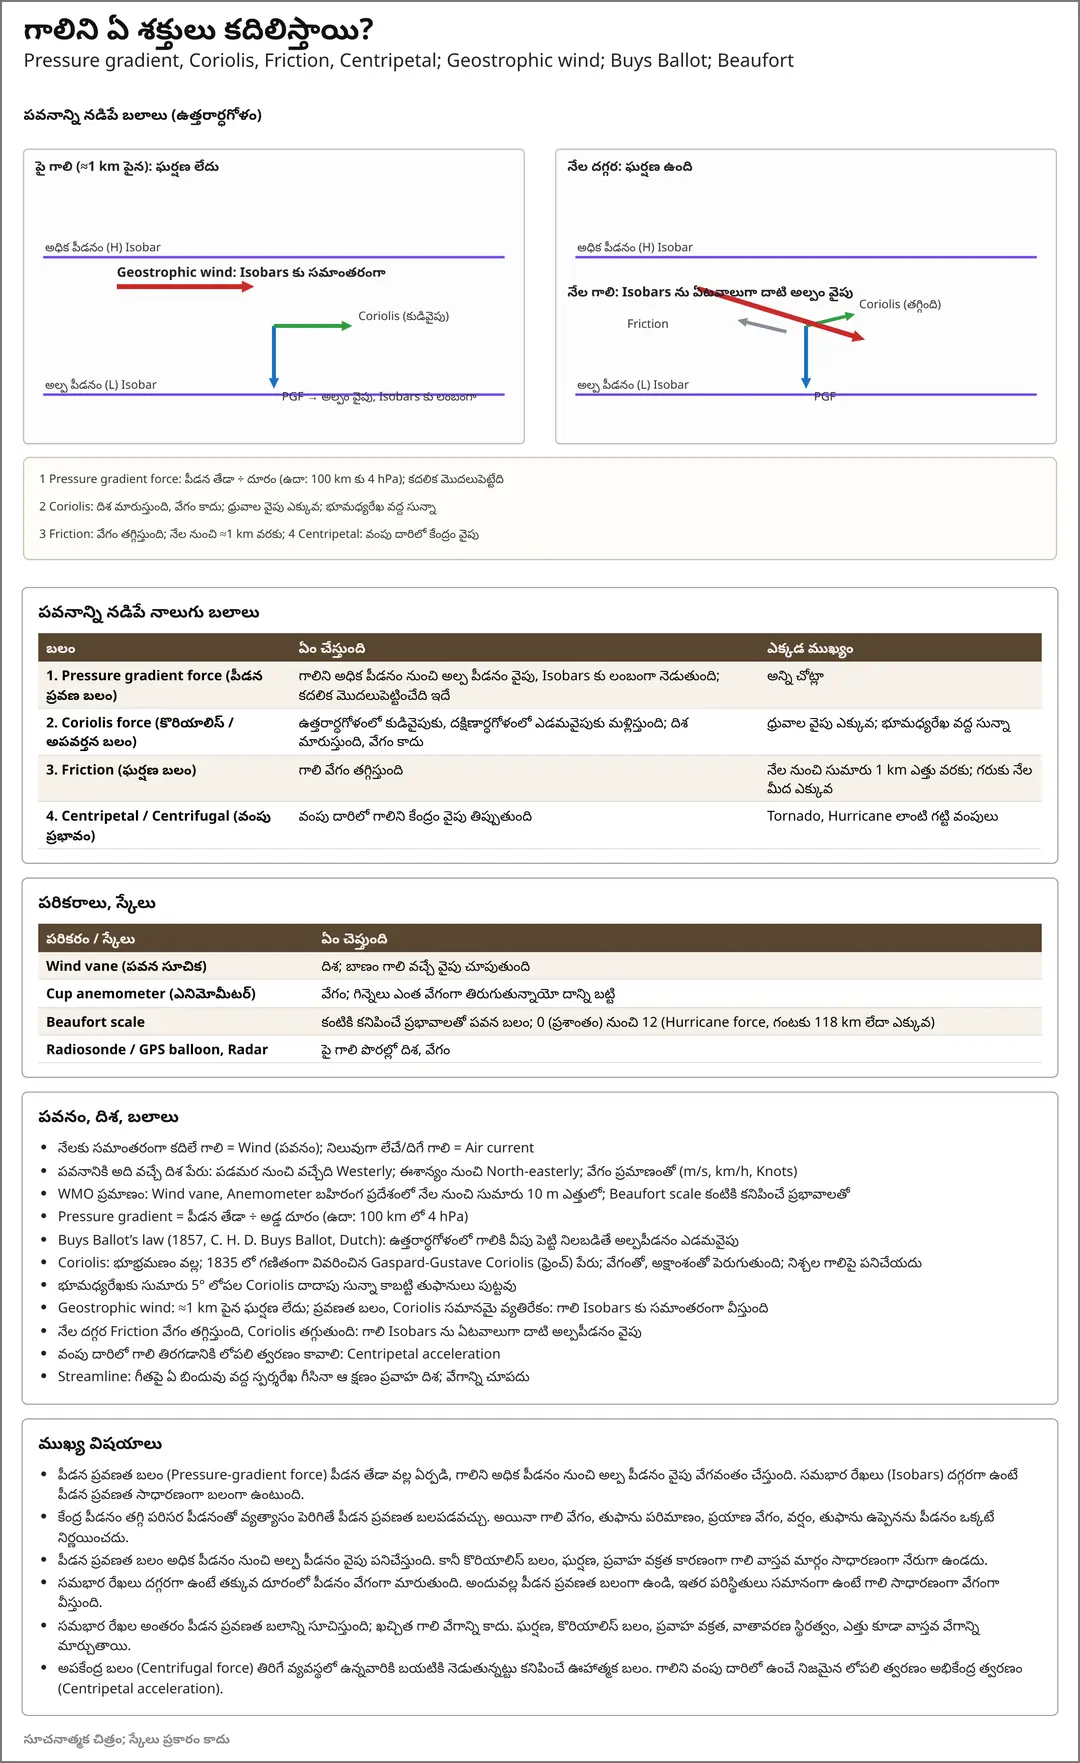 గాలిని ఏ శక్తులు కదిలిస్తాయి?
Pressure gradient, Coriolis, Friction, Centripetal; Geostrophic wind; Buys Ballot; Beaufort
పవనాన్ని నడిపే బలాలు (ఉత్తరార్ధగోళం)
పై గాలి (≈1 km పైన): ఘర్షణ లేదు
అధిక పీడనం (H) Isobar
Geostrophic wind: Isobars కు సమాంతరంగా
Coriolis (కుడివైపు)
అల్ప పీడనం (L) Isobar
PGF → అల్పం వైపు, Isobars కు లంబంగా
నేల దగ్గర: ఘర్షణ ఉంది
అధిక పీడనం (H) Isobar
నేల గాలి: Isobars ను ఏటవాలుగా దాటి అల్పం వైపు
Coriolis (తగ్గింది)
Friction
అల్ప పీడనం (L) Isobar
PGF
1 Pressure gradient force: పీడన తేడా ÷ దూరం (ఉదా: 100 km కు 4 hPa); కదలిక మొదలుపెట్టేది
2 Coriolis: దిశ మారుస్తుంది, వేగం కాదు; ధ్రువాల వైపు ఎక్కువ; భూమధ్యరేఖ వద్ద సున్నా
3 Friction: వేగం తగ్గిస్తుంది; నేల నుంచి ≈1 km వరకు; 4 Centripetal: వంపు దారిలో కేంద్రం వైపు
పవనాన్ని నడిపే నాలుగు బలాలు
బలం ఏం చేస్తుంది ఎక్కడ ముఖ్యం
1. Pressure gradient force (పీడన ప్రవణ బలం) గాలిని అధిక పీడనం నుంచి అల్ప పీడనం వైపు, Isobars కు లంబంగా నెడుతుంది; కదలిక మొదలుపెట్టించేది ఇదే అన్ని చోట్లా
2. Coriolis force (కొరియాలిస్ / అపవర్తన బలం) ఉత్తరార్ధగోళంలో కుడివైపుకు, దక్షిణార్ధగోళంలో ఎడమవైపుకు మళ్లిస్తుంది; దిశ మారుస్తుంది, వేగం కాదు ధ్రువాల వైపు ఎక్కువ; భూమధ్యరేఖ వద్ద సున్నా
3. Friction (ఘర్షణ బలం) గాలి వేగం తగ్గిస్తుంది నేల నుంచి సుమారు 1 km ఎత్తు వరకు; గరుకు నేల మీద ఎక్కువ
4. Centripetal / Centrifugal (వంపు ప్రభావం) వంపు దారిలో గాలిని కేంద్రం వైపు తిప్పుతుంది Tornado, Hurricane లాంటి గట్టి వంపులు
పరికరాలు, స్కేలు
పరికరం / స్కేలు ఏం చెప్తుంది
Wind vane (పవన సూచిక) దిశ; బాణం గాలి వచ్చే వైపు చూపుతుంది
Cup anemometer (ఎనిమోమీటర్) వేగం; గిన్నెలు ఎంత వేగంగా తిరుగుతున్నాయో దాన్ని బట్టి
Beaufort scale కంటికి కనిపించే ప్రభావాలతో పవన బలం; 0 (ప్రశాంతం) నుంచి 12 (Hurricane force, గంటకు 118 km లేదా ఎక్కువ)
Radiosonde / GPS balloon, Radar పై గాలి పొరల్లో దిశ, వేగం
పవనం, దిశ, బలాలు
• నేలకు సమాంతరంగా కదిలే గాలి = Wind (పవనం); నిలువుగా లేచే/దిగే గాలి = Air current
• పవనానికి అది వచ్చే దిశ పేరు: పడమర నుంచి వచ్చేది Westerly; ఈశాన్యం నుంచి North-easterly; వేగం ప్రమాణంతో (m/s, km/h, Knots)
• WMO ప్రమాణం: Wind vane, Anemometer బహిరంగ ప్రదేశంలో నేల నుంచి సుమారు 10 m ఎత్తులో; Beaufort scale కంటికి కనిపించే ప్రభావాలతో
• Pressure gradient = పీడన తేడా ÷ అడ్డ దూరం (ఉదా: 100 km లో 4 hPa)
• Buys Ballot’s law (1857, C. H. D. Buys Ballot, Dutch): ఉత్తరార్ధగోళంలో గాలికి వీపు పెట్టి నిలబడితే అల్పపీడనం ఎడమవైపు
• Coriolis: భూభ్రమణం వల్ల; 1835 లో గణితంగా వివరించిన Gaspard-Gustave Coriolis (ఫ్రెంచ్) పేరు; వేగంతో, అక్షాంశంతో పెరుగుతుంది; నిశ్చల గాలిపై పనిచేయదు
• భూమధ్యరేఖకు సుమారు 5° లోపల Coriolis దాదాపు సున్నా కాబట్టి తుఫానులు పుట్టవు
• Geostrophic wind: ≈1 km పైన ఘర్షణ లేదు; ప్రవణత బలం, Coriolis సమానమై వ్యతిరేకం: గాలి Isobars కు సమాంతరంగా వీస్తుంది
• నేల దగ్గర Friction వేగం తగ్గిస్తుంది, Coriolis తగ్గుతుంది: గాలి Isobars ను ఏటవాలుగా దాటి అల్పపీడనం వైపు
• వంపు దారిలో గాలి తిరగడానికి లోపలి త్వరణం కావాలి: Centripetal acceleration
• Streamline: గీతపై ఏ బిందువు వద్ద స్పర్శరేఖ గీసినా ఆ క్షణం ప్రవాహ దిశ; వేగాన్ని చూపదు
ముఖ్య విషయాలు
• పీడన ప్రవణత బలం (Pressure-gradient force) పీడన తేడా వల్ల ఏర్పడి, గాలిని అధిక పీడనం నుంచి అల్ప పీడనం వైపు వేగవంతం చేస్తుంది. సమభార రేఖలు (Isobars) దగ్గరగా ఉంటే
పీడన ప్రవణత సాధారణంగా బలంగా ఉంటుంది.
• కేంద్ర పీడనం తగ్గి పరిసర పీడనంతో వ్యత్యాసం పెరిగితే పీడన ప్రవణత బలపడవచ్చు. అయినా గాలి వేగం, తుఫాను పరిమాణం, ప్రయాణ వేగం, వర్షం, తుఫాను ఉప్పెనను పీడనం ఒక్కటే
నిర్ణయించదు.
• పీడన ప్రవణత బలం అధిక పీడనం నుంచి అల్ప పీడనం వైపు పనిచేస్తుంది. కానీ కొరియాలిస్ బలం, ఘర్షణ, ప్రవాహ వక్రత కారణంగా గాలి వాస్తవ మార్గం సాధారణంగా నేరుగా ఉండదు.
• సమభార రేఖలు దగ్గరగా ఉంటే తక్కువ దూరంలో పీడనం వేగంగా మారుతుంది. అందువల్ల పీడన ప్రవణత బలంగా ఉండి, ఇతర పరిస్థితులు సమానంగా ఉంటే గాలి సాధారణంగా వేగంగా
వీస్తుంది.
• సమభార రేఖల అంతరం పీడన ప్రవణత బలాన్ని సూచిస్తుంది; ఖచ్చిత గాలి వేగాన్ని కాదు. ఘర్షణ, కొరియాలిస్ బలం, ప్రవాహ వక్రత, వాతావరణ స్థిరత్వం, ఎత్తు కూడా వాస్తవ వేగాన్ని
మార్చుతాయి.
• అపకేంద్ర బలం (Centrifugal force) తిరిగే వ్యవస్థలో ఉన్నవారికి బయటికి నెడుతున్నట్టు కనిపించే ఊహాత్మక బలం. గాలిని వంపు దారిలో ఉంచే నిజమైన లోపలి త్వరణం అభికేంద్ర త్వరణం
(Centripetal acceleration).
సూచనాత్మక చిత్రం; స్కేలు ప్రకారం కాదు